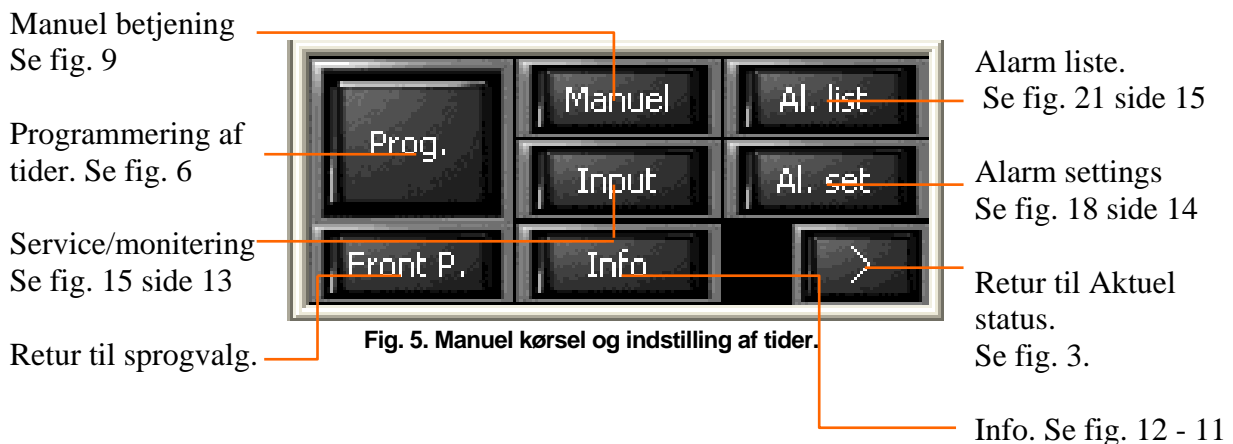 Manuel betjening
Se fig. 9
Programmering af
tider. Se fig. 6
Service/monitering
Se fig. 15 side 13
Retur til sprogvalg.
Prog.
Manuel
Al. list
Input
Al. set
Front P.
Info
>
Fig. 5. Manuel kørsel og indstilling af tider.
Alarm liste.
Se fig. 21 side 15
Alarm settings
Se fig. 18 side 14
Retur til Aktuel
status.
Se fig. 3.
Info. Se fig. 12 - 11